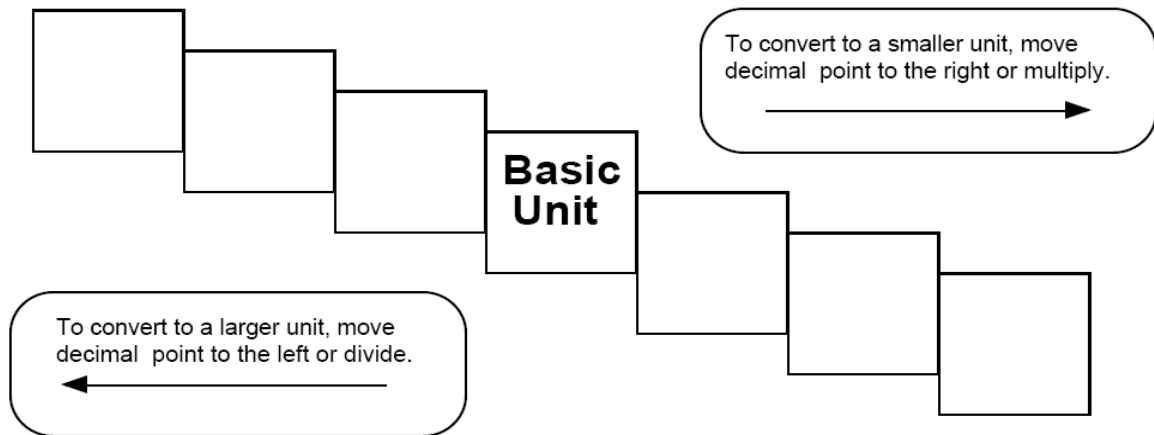 To convert to a smaller unit, move
decimal point to the right or multiply.
Basic
Unit
To convert to a larger unit, move
decimal point to the left or divide.